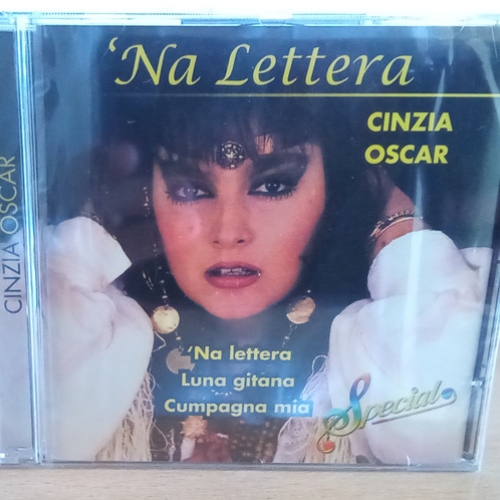 'Na Lettera
CINZIA
OSCAR
CINZIA OSCAR
'Na lettera
Luna gitana
Cumpagna mia
Special